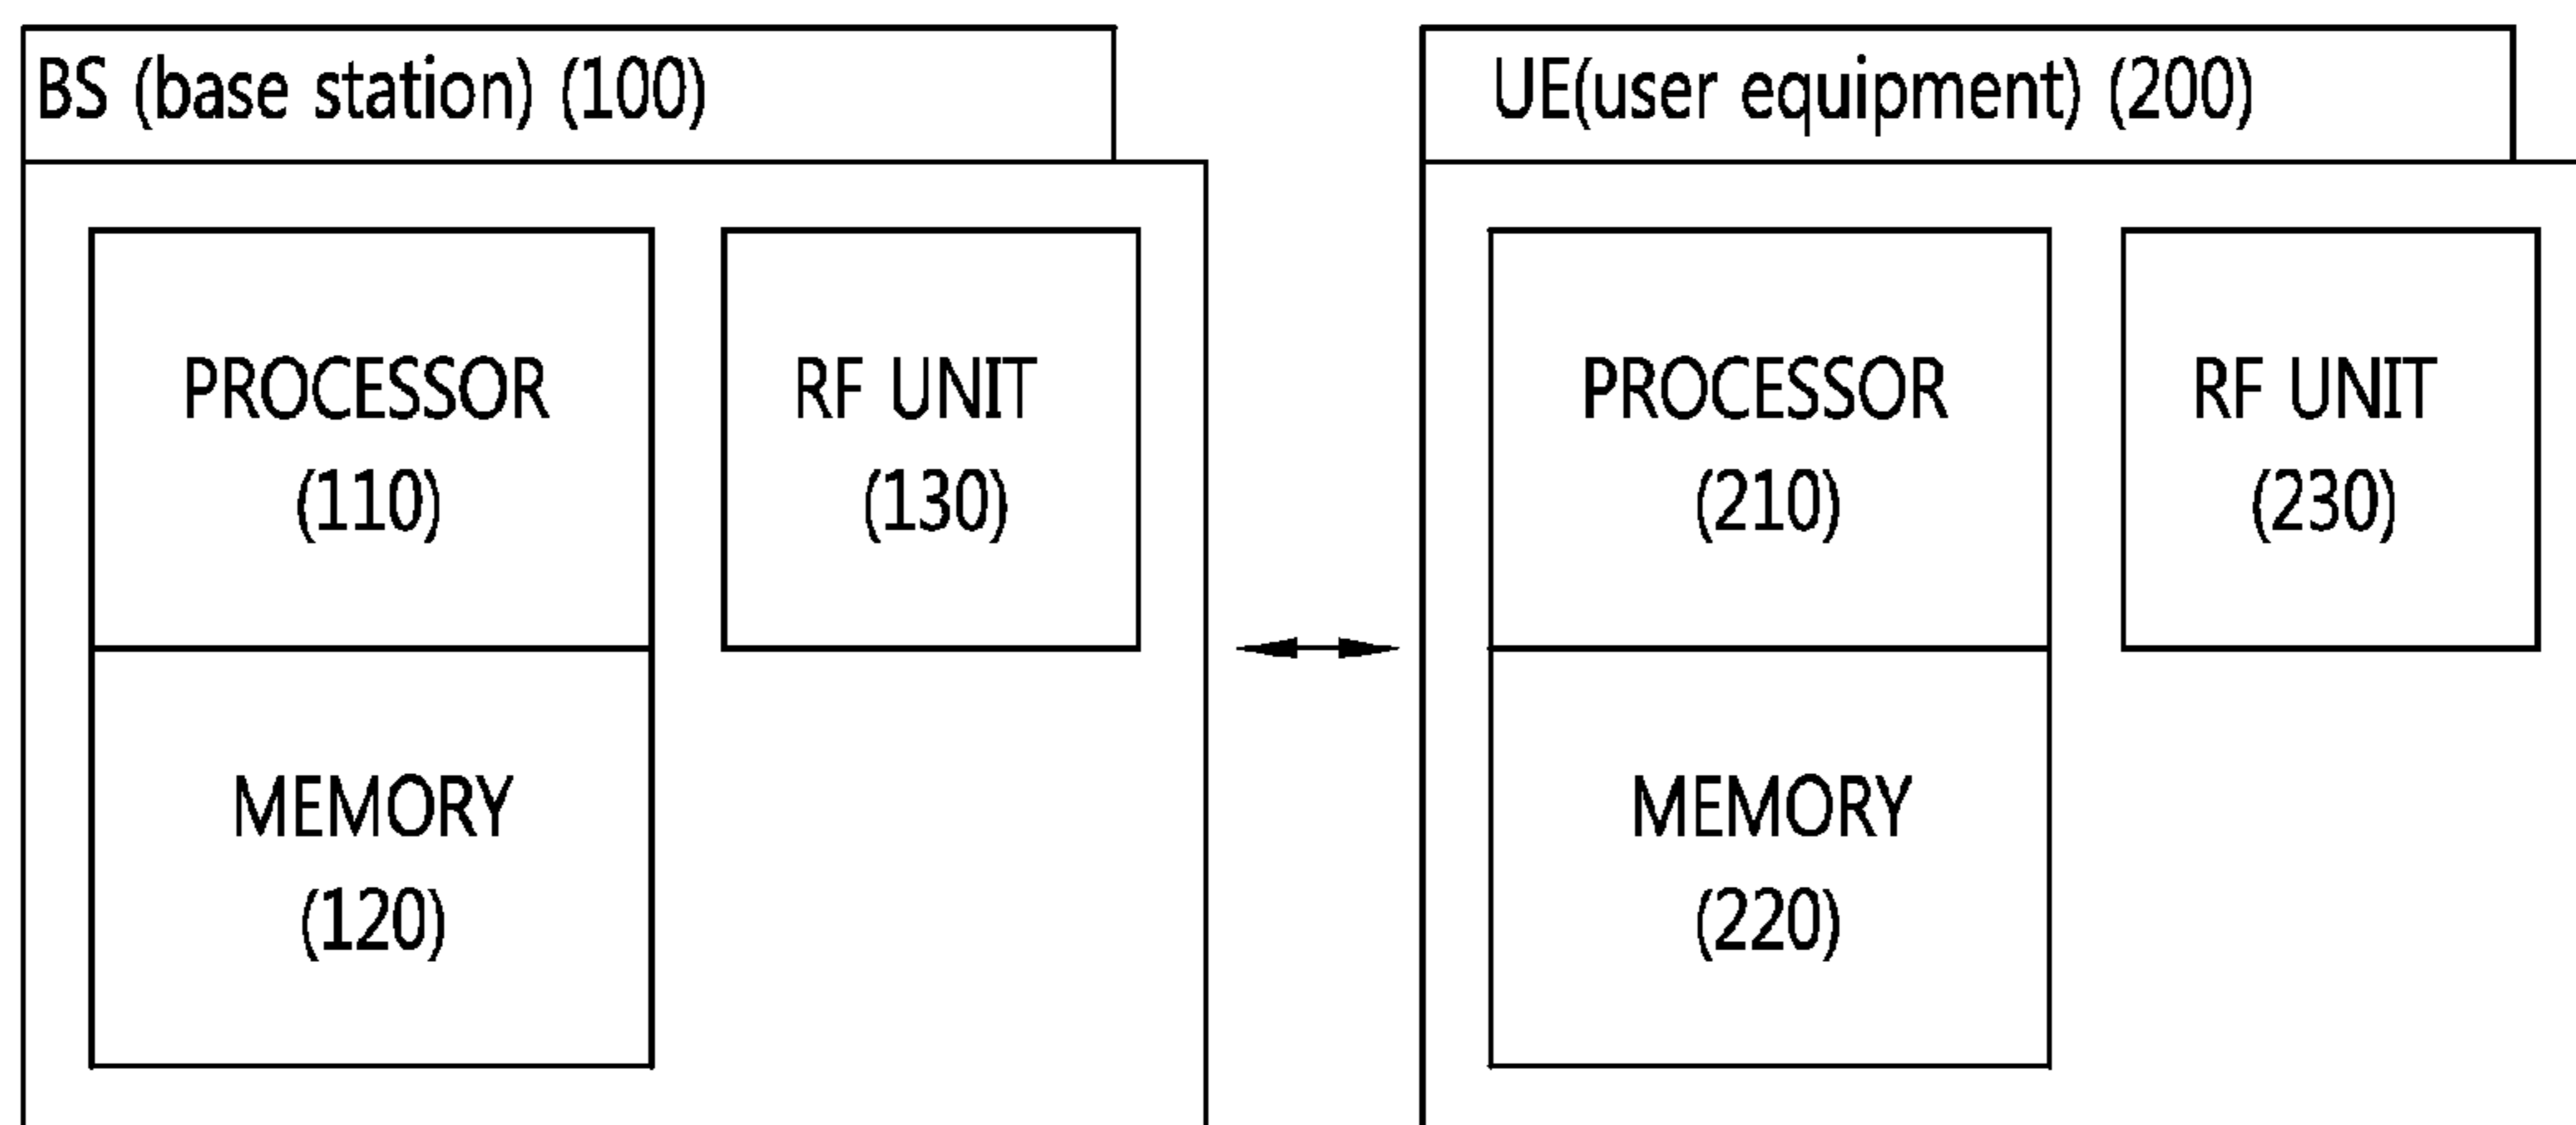 BS (base station) (100)
PROCESSOR
(110)
RF UNIT
(130)
MEMORY
(120)
UE(user equipment) (200)
PROCESSOR
(210)
RF UNIT
(230)
MEMORY
(220)